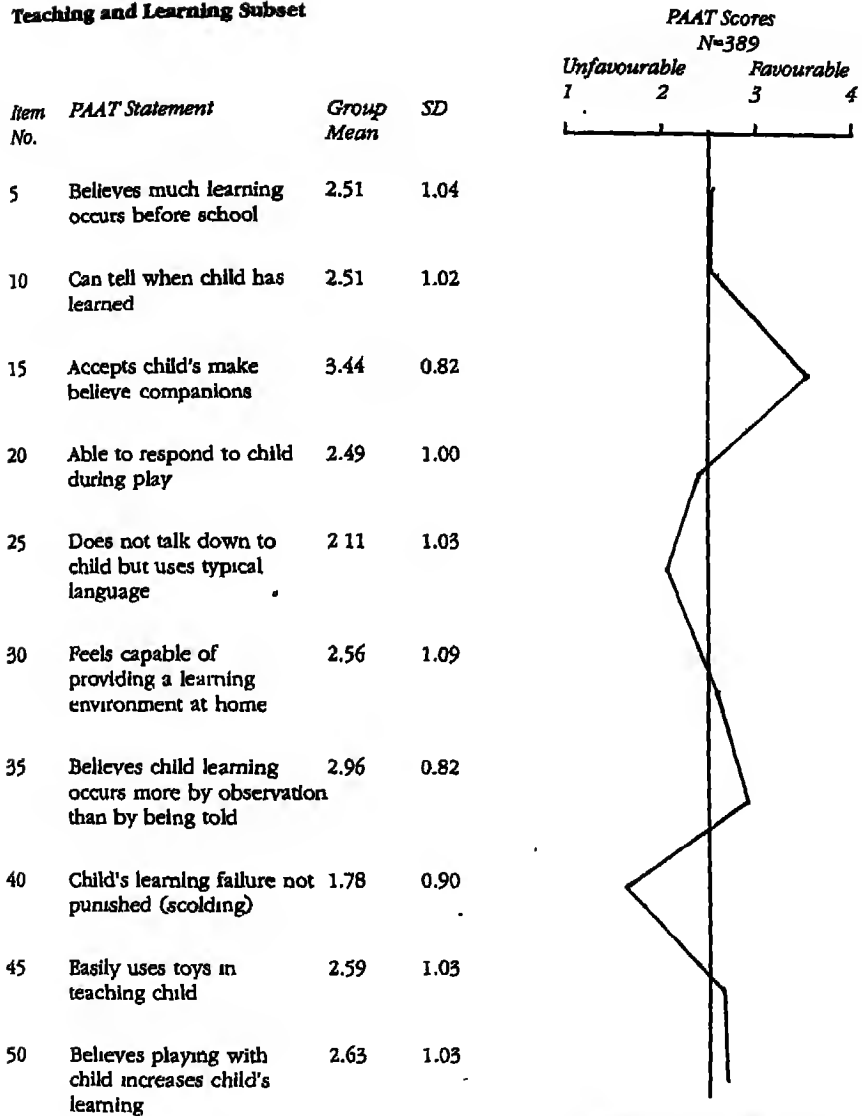 Teaching and Learning Subset
PAAT Scores
N=389
Unfavourable Favourable
1 2 3 4
Item No. PAAT Statement Group Mean SD
5 Believes much learning 2.51 1.04
occurs before school
10 Can tell when child has 2.51 1.02
learned
15 Accepts child's make 3.44 0.82
believe companions
20 Able to respond to child 2.49 1.00
during play
25 Does not talk down to 2 11 1.03
child but uses typical
language
30 Feels capable of 2.56 1.09
providing a learning
environment at home
35 Believes child learning 2.96 0.82
occurs more by observation
than by being told
40 Child's learning failure not 1.78 0.90
punished (scolding)
45 Easily uses toys in 2.59 1.03
teaching child
50 Believes playing with 2.63 1.03
child increases child's
learning